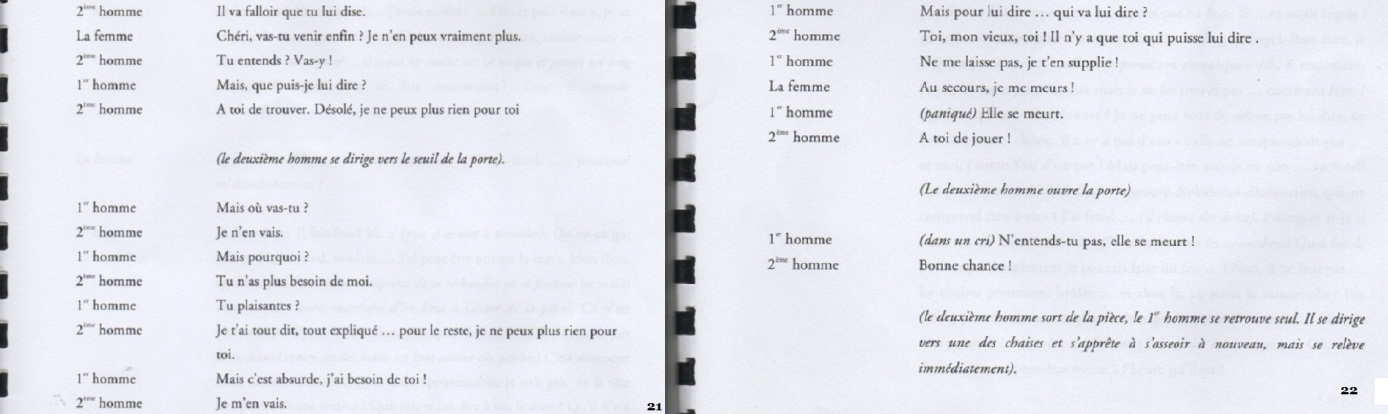 2ème homme Il va falloir que tu lui dise.
La femme Chéri, vas-tu venir enfin ? Je n'en peux vraiment plus.
2ème homme Tu entends ? Vas-y !
1er homme Mais, que puis-je lui dire ?
2ème homme A toi de trouver. Désolé, je ne peux plus rien pour toi
(le deuxième homme se dirige vers le seuil de la porte).
1er homme Mais où vas-tu ?
2ème homme Je n'en vais.
1er homme Mais pourquoi ?
2ème homme Tu n'as plus besoin de moi.
1er homme Tu plaisantes ?
2ème homme Je t'ai tout dit, tout expliqué … pour le reste, je ne peux plus rien pour
toi.
1er homme Mais c'est absurde, j'ai besoin de toi !
2ème homme Je m'en vais.
21
1er homme Mais pour lui dire … qui va lui dire ?
2ème homme Toi, mon vieux, toi ! Il n'y a que toi qui puisse lui dire .
1er homme Ne me laisse pas, je t'en supplie !
La femme Au secours, je me meurs !
1er homme (paniqué) Elle se meurt.
2ème homme A toi de jouer !
(Le deuxième homme ouvre la porte)
1er homme (dans un cri) N'entends-tu pas, elle se meurt !
2ème homme Bonne chance !
(le deuxième homme sort de la pièce, le 1er homme se retrouve seul. Il se dirige
vers une des chaises et s'apprête à s'asseoir à nouveau, mais se relève
immédiatement).
22